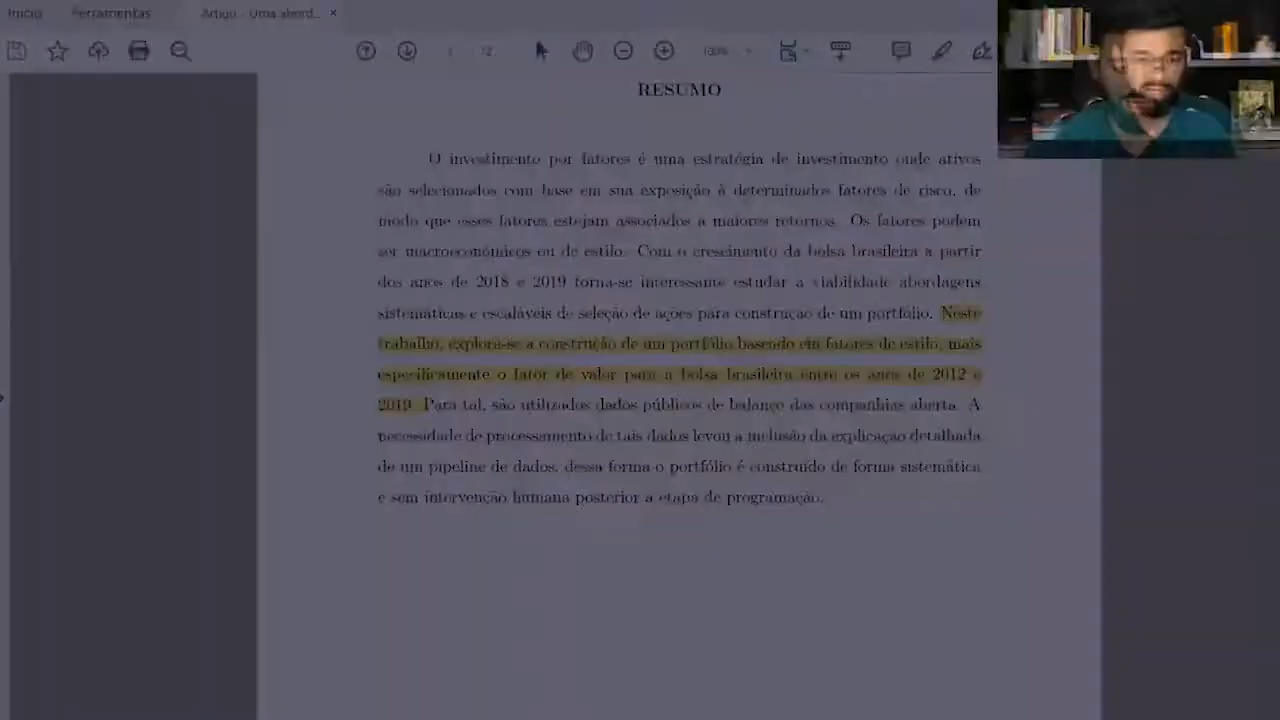 Início Ferramentas Artigo - Uma abord... ×
12 100%
RESUMO
O investimento por fatores é uma estratégia de investimento onde ativos
são selecionados com base em sua exposição à determinados fatores de risco, de
modo que esses fatores estejam associados a maiores retornos. Os fatores podem
ser macroeconômicos ou de estilo. Com o crescimento da bolsa brasileira a partir
dos anos de 2018 e 2019 torna-se interessante estudar a viabilidade abordagens
sistemáticas e escaláveis de seleção de ações para construção de um portfólio. Neste
trabalho, explora-se a construção de um portfólio baseado em fatores de estilo, mais
especificamente o fator de valor para a bolsa brasileira entre os anos de 2012 e
2019. Para tal, são utilizados dados públicos de balanço das companhias aberta. A
necessidade de processamento de tais dados levou a inclusão da explicação detalhada
de um pipeline de dados, dessa forma o portfólio é construído de forma sistemática
e sem intervenção humana posterior a etapa de programação.